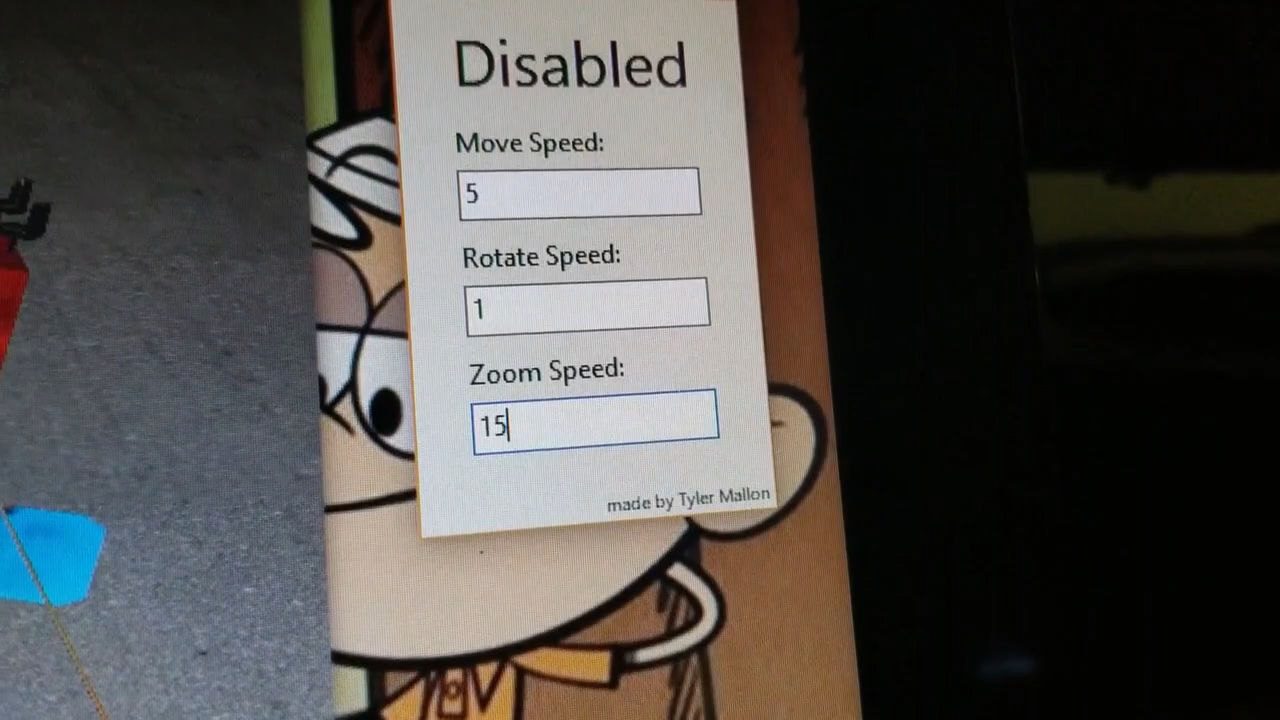 Disabled
Move Speed:
5
Rotate Speed:
1
Zoom Speed:
15
made by Tyler Mallon